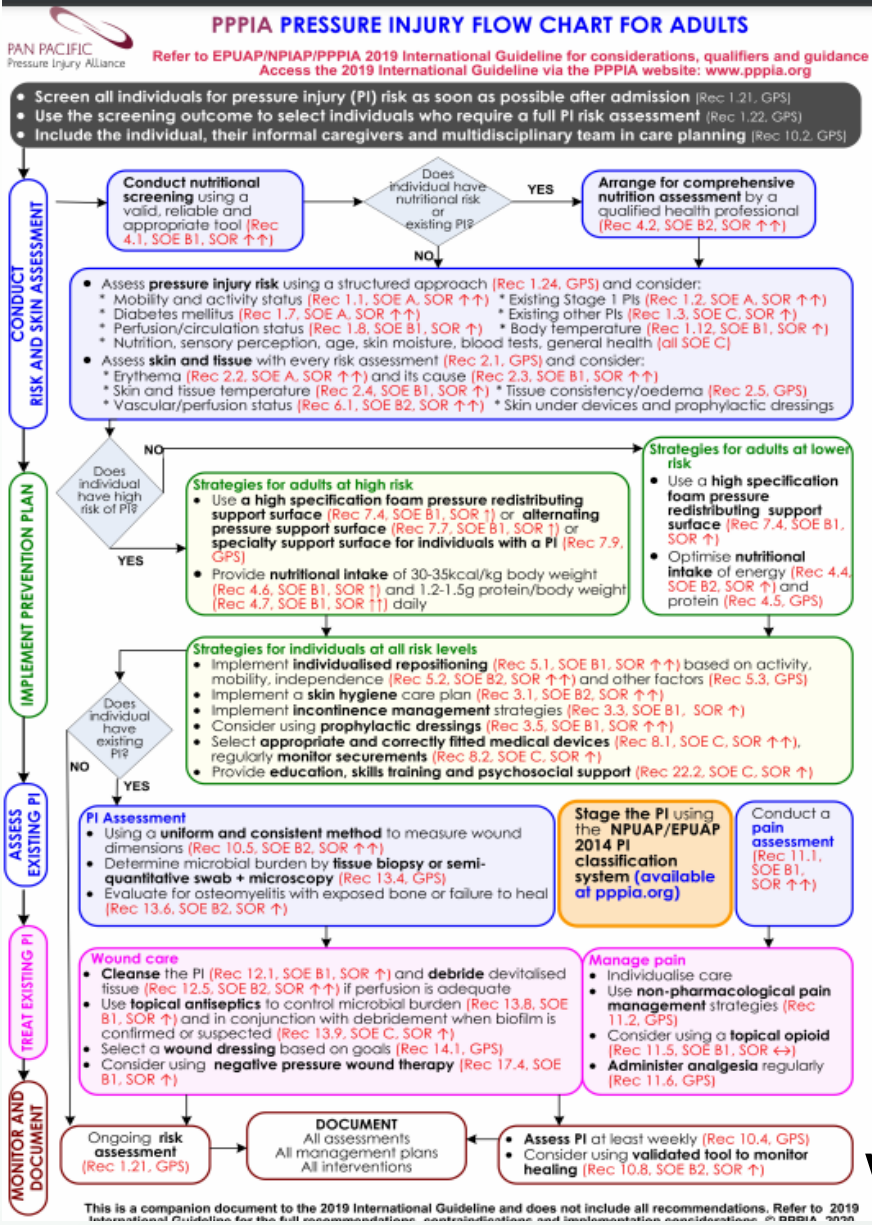 PAN PACIFIC
Pressure Injury Alliance
PPPIA PRESSURE INJURY FLOW CHART FOR ADULTS
Refer to EPUAP/NPIAP/PPPIA 2019 International Guideline for considerations, qualifiers and guidance
Access the 2019 International Guideline via the PPPIA website: www.pppia.org
• Screen all individuals for pressure injury (PI) risk as soon as possible after admission (Rec 1.21, GPS)
• Use the screening outcome to select individuals who require a full PI risk assessment (Rec 1.22, GPS)
• Include the individual, their informal caregivers and multidisciplinary team in care planning (Rec 10.2, GPS)
CONDUCT
RISK AND SKIN ASSESSMENT
Conduct nutritional
screening using a
valid, reliable and
appropriate tool (Rec
4.1, SOE B1, SOR ↑↑)
Does
individual have
nutritional risk
or
existing PI?
YES
NO
Arrange for comprehensive
nutrition assessment by a
qualified health professional
(Rec 4.2, SOE B2, SOR ↑↑)
• Assess pressure injury risk using a structured approach (Rec 1.24, GPS) and consider:
* Mobility and activity status (Rec 1.1, SOE A, SOR ↑↑) * Existing Stage 1 PIs (Rec 1.2, SOE A, SOR ↑↑)
* Diabetes mellitus (Rec 1.7, SOE A, SOR ↑↑) * Existing other PIs (Rec 1.3, SOE C, SOR ↑)
* Perfusion/circulation status (Rec 1.8, SOE B1, SOR ↑) * Body temperature (Rec 1.12, SOE B1, SOR ↑)
* Nutrition, sensory perception, age, skin moisture, blood tests, general health (all SOE C)
• Assess skin and tissue with every risk assessment (Rec 2.1, GPS) and consider:
* Erythema (Rec 2.2, SOE A, SOR ↑↑) and its cause (Rec 2.3, SOE B1, SOR ↑↑)
* Skin and tissue temperature (Rec 2.4, SOE B1, SOR ↑) * Tissue consistency/oedema (Rec 2.5, GPS)
* Vascular/perfusion status (Rec 6.1, SOE B2, SOR ↑↑) * Skin under devices and prophylactic dressings
IMPLEMENT PREVENTION PLAN
Does
individual
have high
risk of PI?
NO
YES
Strategies for adults at high risk
• Use a high specification foam pressure redistributing
support surface (Rec 7.4, SOE B1, SOR ↑) or alternating
pressure support surface (Rec 7.7, SOE B1, SOR ↑) or
specialty support surface for individuals with a PI (Rec 7.9,
GPS)
• Provide nutritional intake of 30-35kcal/kg body weight
(Rec 4.6, SOE B1, SOR ↑) and 1.2-1.5g protein/body weight
(Rec 4.7, SOE B1, SOR ↑↑) daily
Strategies for adults at lower
risk
• Use a high specification
foam pressure
redistributing support
surface (Rec 7.4, SOE B1,
SOR ↑)
• Optimise nutritional
intake of energy (Rec 4.4,
SOE B2, SOR ↑) and
protein (Rec 4.5, GPS)
Strategies for individuals at all risk levels
• Implement individualised repositioning (Rec 5.1, SOE B1, SOR ↑↑) based on activity,
mobility, independence (Rec 5.2, SOE B2, SOR ↑↑) and other factors (Rec 5.3, GPS)
• Implement a skin hygiene care plan (Rec 3.1, SOE B2, SOR ↑↑)
• Implement incontinence management strategies (Rec 3.3, SOE B1, SOR ↑)
• Consider using prophylactic dressings (Rec 3.5, SOE B1, SOR ↑↑)
• Select appropriate and correctly fitted medical devices (Rec 8.1, SOE C, SOR ↑↑),
regularly monitor securements (Rec 8.2, SOE C, SOR ↑)
• Provide education, skills training and psychosocial support (Rec 22.2, SOE C, SOR ↑)
Does
individual
have
existing
PI?
NO
YES
ASSESS
EXISTING PI
PI Assessment
• Using a uniform and consistent method to measure wound
dimensions (Rec 10.5, SOE B2, SOR ↑↑)
• Determine microbial burden by tissue biopsy or semi-
quantitative swab + microscopy (Rec 13.4, GPS)
• Evaluate for osteomyelitis with exposed bone or failure to heal
(Rec 13.6, SOE B2, SOR ↑)
Stage the PI using
the NPUAP/EPUAP
2014 PI
classification
system (available
at pppia.org)
Conduct a
pain
assessment
(Rec 11.1,
SOE B1,
SOR ↑↑)
TREAT EXISTING PI
Wound care
• Cleanse the PI (Rec 12.1, SOE B1, SOR ↑) and debride devitalised
tissue (Rec 12.5, SOE B2, SOR ↑↑) if perfusion is adequate
• Use topical antiseptics to control microbial burden (Rec 13.8, SOE
B1, SOR ↑) and in conjunction with debridement when biofilm is
confirmed or suspected (Rec 13.9, SOE C, SOR ↑)
• Select a wound dressing based on goals (Rec 14.1, GPS)
• Consider using negative pressure wound therapy (Rec 17.4, SOE
B1, SOR ↑)
Manage pain
• Individualise care
• Use non-pharmacological pain
management strategies (Rec
11.2, GPS)
• Consider using a topical opioid
(Rec 11.5, SOE B1, SOR ↔)
• Administer analgesia regularly
(Rec 11.6, GPS)
MONITOR AND
DOCUMENT
Ongoing risk
assessment
(Rec 1.21, GPS)
DOCUMENT
All assessments
All management plans
All interventions
• Assess PI at least weekly (Rec 10.4, GPS)
• Consider using validated tool to monitor
healing (Rec 10.8, SOE B2, SOR ↑)
This is a companion document to the 2019 International Guideline and does not include all recommendations. Refer to 2019
International Guideline for the full recommendations, contraindications and implementation considerations. © PPPIA, 2020